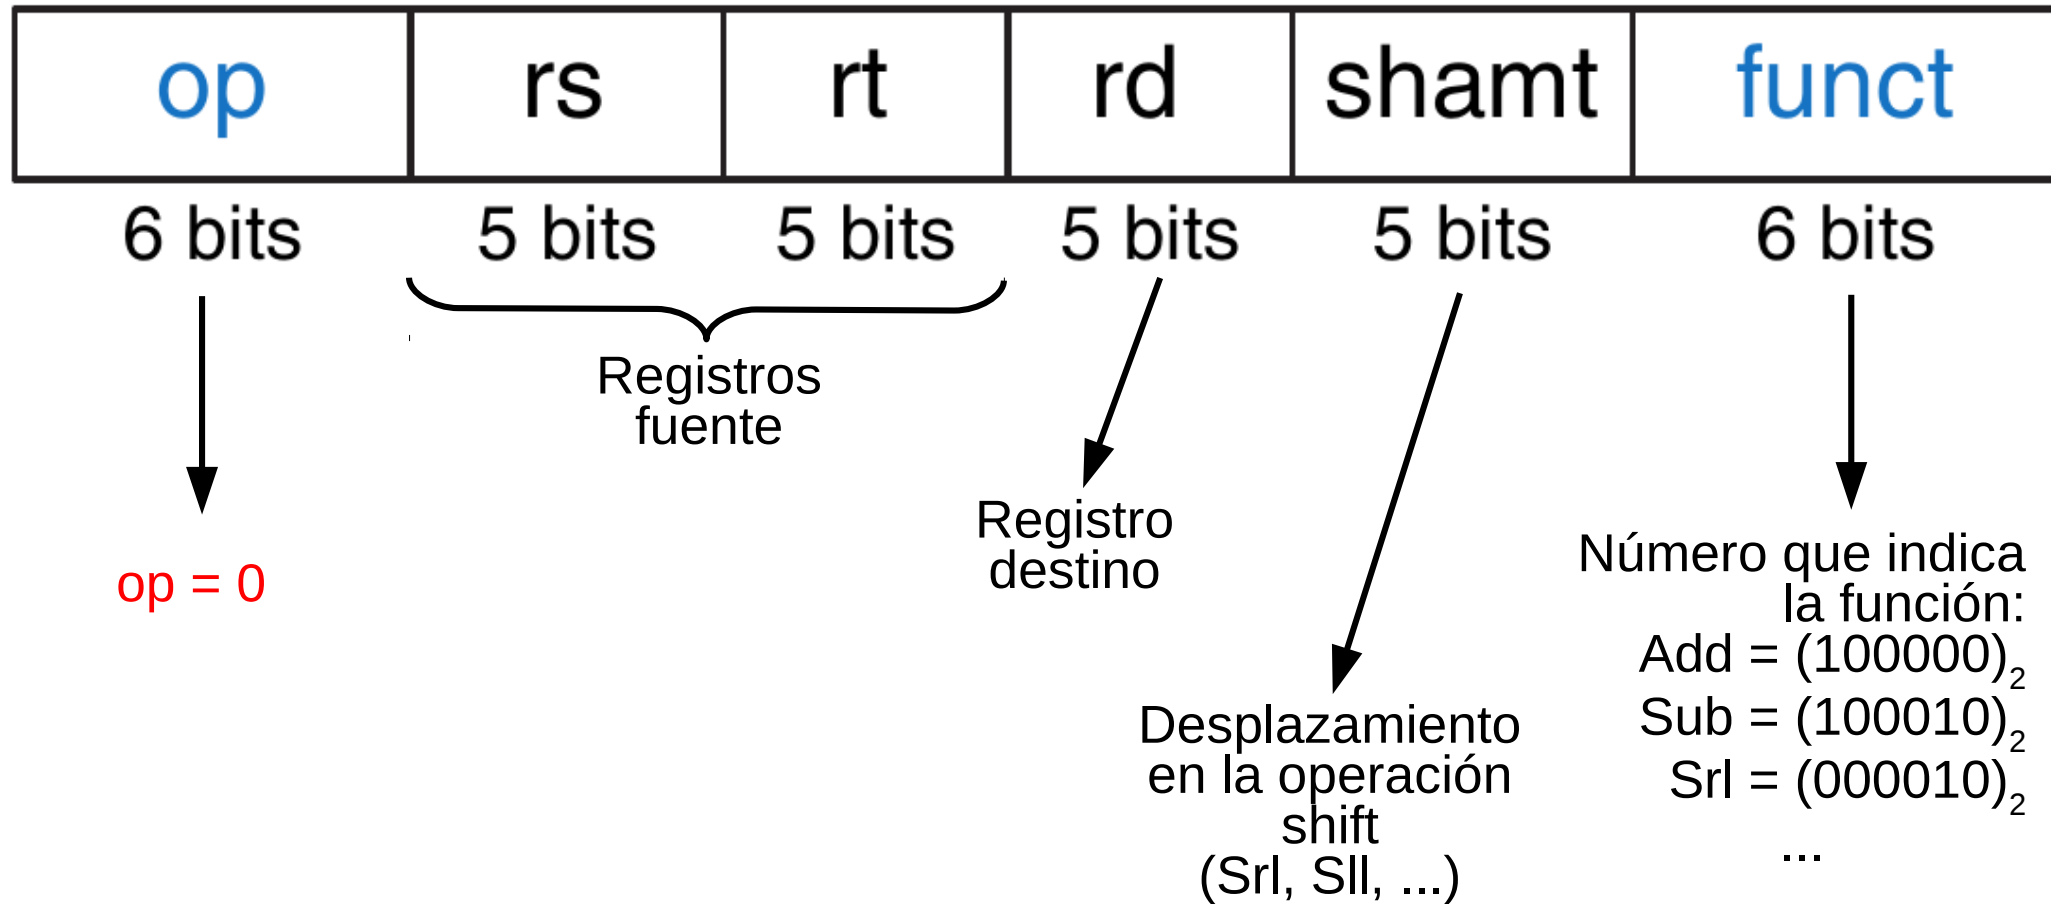 op rs rt rd shamt funct
6 bits 5 bits 5 bits 5 bits 5 bits 6 bits
Registros
fuente
op = 0
Registro
destino
Desplazamiento
en la operación
shift
(Srl, Sll, ...)
Número que indica
la función:
Add = (100000)₂
Sub = (100010)₂
Srl = (000010)₂
...